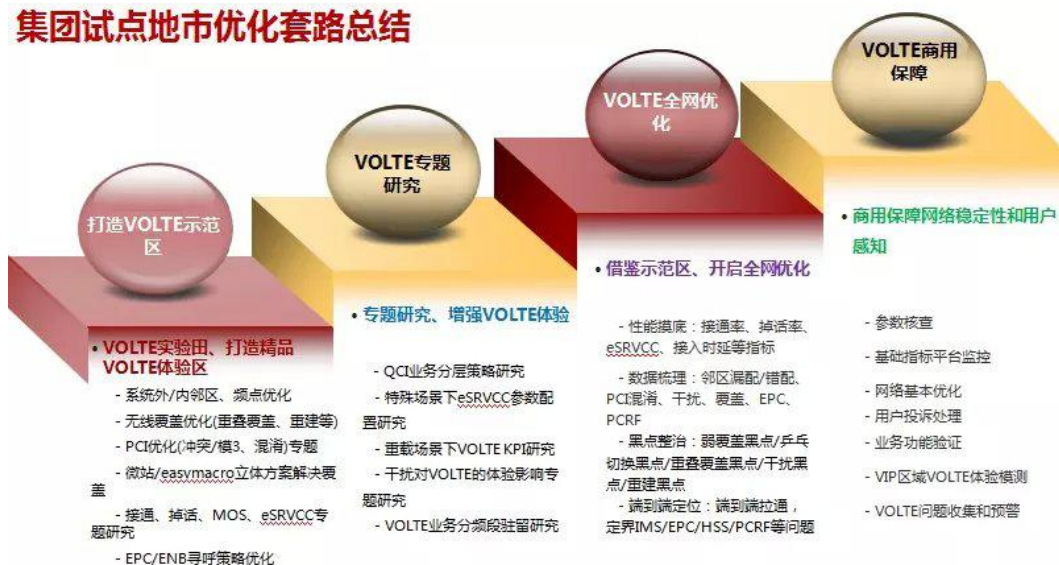 集团试点地市优化套路总结
打造VOLTE示范
区
• VOLTE实验田、打造精品
VOLTE体验区
- 系统外/内邻区、频点优化
- 无线覆盖优化(重叠覆盖、重建等)
- PCI优化(冲突/模3、混淆)专题
- 微站/easymacro立体方案解决覆
盖
- 接通、掉话、MOS、eSRVCC专
题研究
- EPC/ENB寻呼策略优化
VOLTE专题
研究
• 专题研究、增强VOLTE体验
- QCI业务分层策略研究
- 特殊场景下eSRVCC参数配
置研究
- 重载场景下VOLTE KPI研究
- 干扰对VOLTE的体验影响专
题研究
- VOLTE业务分频段驻留研究
VOLTE全网优
化
• 借鉴示范区、开启全网优化
- 性能摸底：接通率、掉话率、
eSRVCC、接入时延等指标
- 数据梳理：邻区漏配/错配、
PCI混淆、干扰、覆盖、EPC、
PCRF
- 黑点整治：弱覆盖黑点/乒乓
切换黑点/重叠覆盖黑点/干扰黑
点/重建黑点
- 端到端定位：端到端拉通，
定界IMS/EPC/HSS/PCRF等问题
VOLTE商用
保障
• 商用保障网络稳定性和用户
感知
- 参数核查
- 基础指标平台监控
- 网络基本优化
- 用户投诉处理
- 业务功能验证
- VIP区域VOLTE体验模测
- VOLTE问题收集和预警